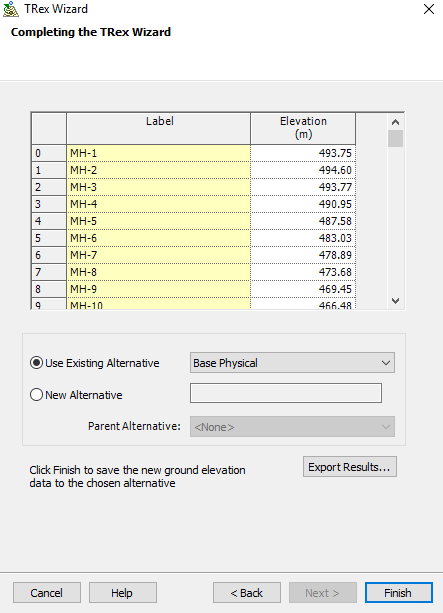 TRex Wizard
Completing the TRex Wizard
Label Elevation
(m)
0 MH-1 493.75
1 MH-2 494.60
2 MH-3 493.77
3 MH-4 490.95
4 MH-5 487.58
5 MH-6 483.03
6 MH-7 478.89
7 MH-8 473.68
8 MH-9 469.45
9 MH-10 466.48
Use Existing Alternative Base Physical
New Alternative
Parent Alternative: <None>
Click Finish to save the new ground elevation
data to the chosen alternative
Export Results...
Cancel Help < Back Next > Finish